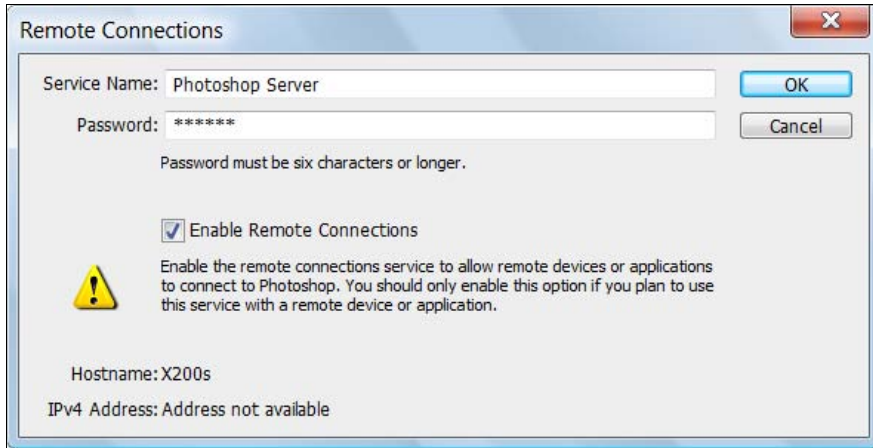 Remote Connections
Service Name: Photoshop Server
OK
Password: ******
Cancel
Password must be six characters or longer.
Enable Remote Connections
Enable the remote connections service to allow remote devices or applications
to connect to Photoshop. You should only enable this option if you plan to use
this service with a remote device or application.
Hostname: X200s
IPv4 Address: Address not available